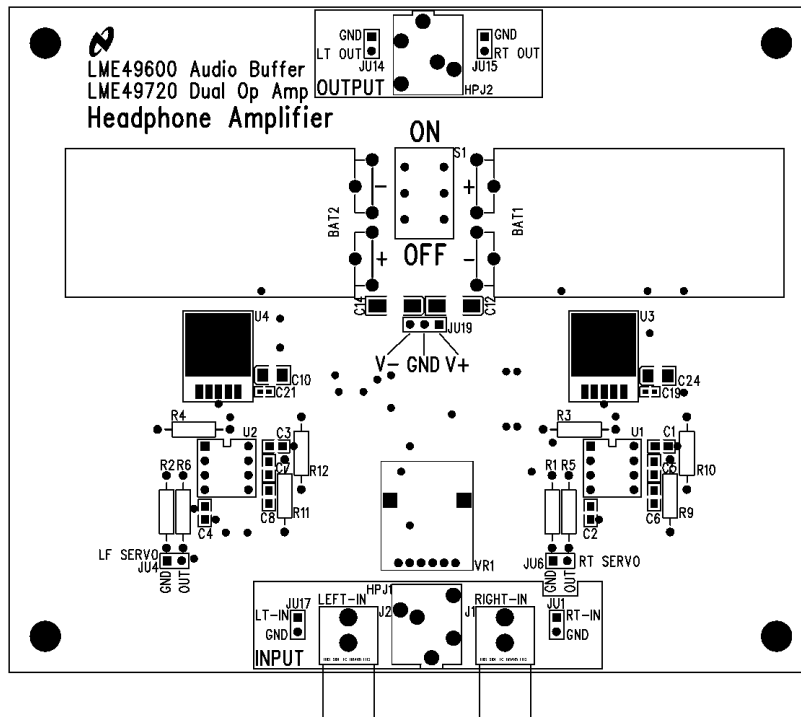 GND
LT OUT
JU14
GND
RT OUT
JU15
HPJ2
OUTPUT
LME49600 Audio Buffer
LME49720 Dual Op Amp
Headphone Amplifier
ON
S1
BAT2
-
+
+
-
BAT1
OFF
C14
C12
JU19
V- GND V+
U4
C10
C21
U3
C24
C19
R4
U2
C3
R12
C7
R2
R6
R11
C8
C4
R3
U1
C1
R10
C5
R1
R5
R9
C6
C2
LF SERVO
JU4
GND
OUT
VR1
JU6
RT SERVO
GND
OUT
HPJ1
JU17
LEFT-IN
RIGHT-IN
JU1
LT-IN
J2
J1
RT-IN
GND
GND
INPUT